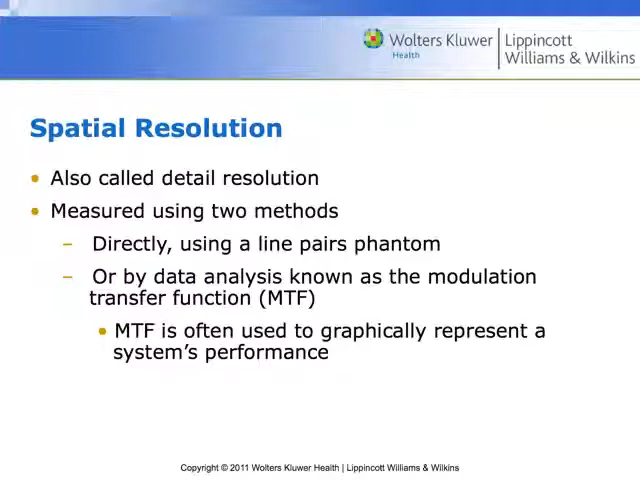 Wolters Kluwer
Health
Lippincott
Williams & Wilkins
Spatial Resolution
• Also called detail resolution
• Measured using two methods
– Directly, using a line pairs phantom
– Or by data analysis known as the modulation
transfer function (MTF)
• MTF is often used to graphically represent a
system’s performance
Copyright © 2011 Wolters Kluwer Health | Lippincott Williams & Wilkins